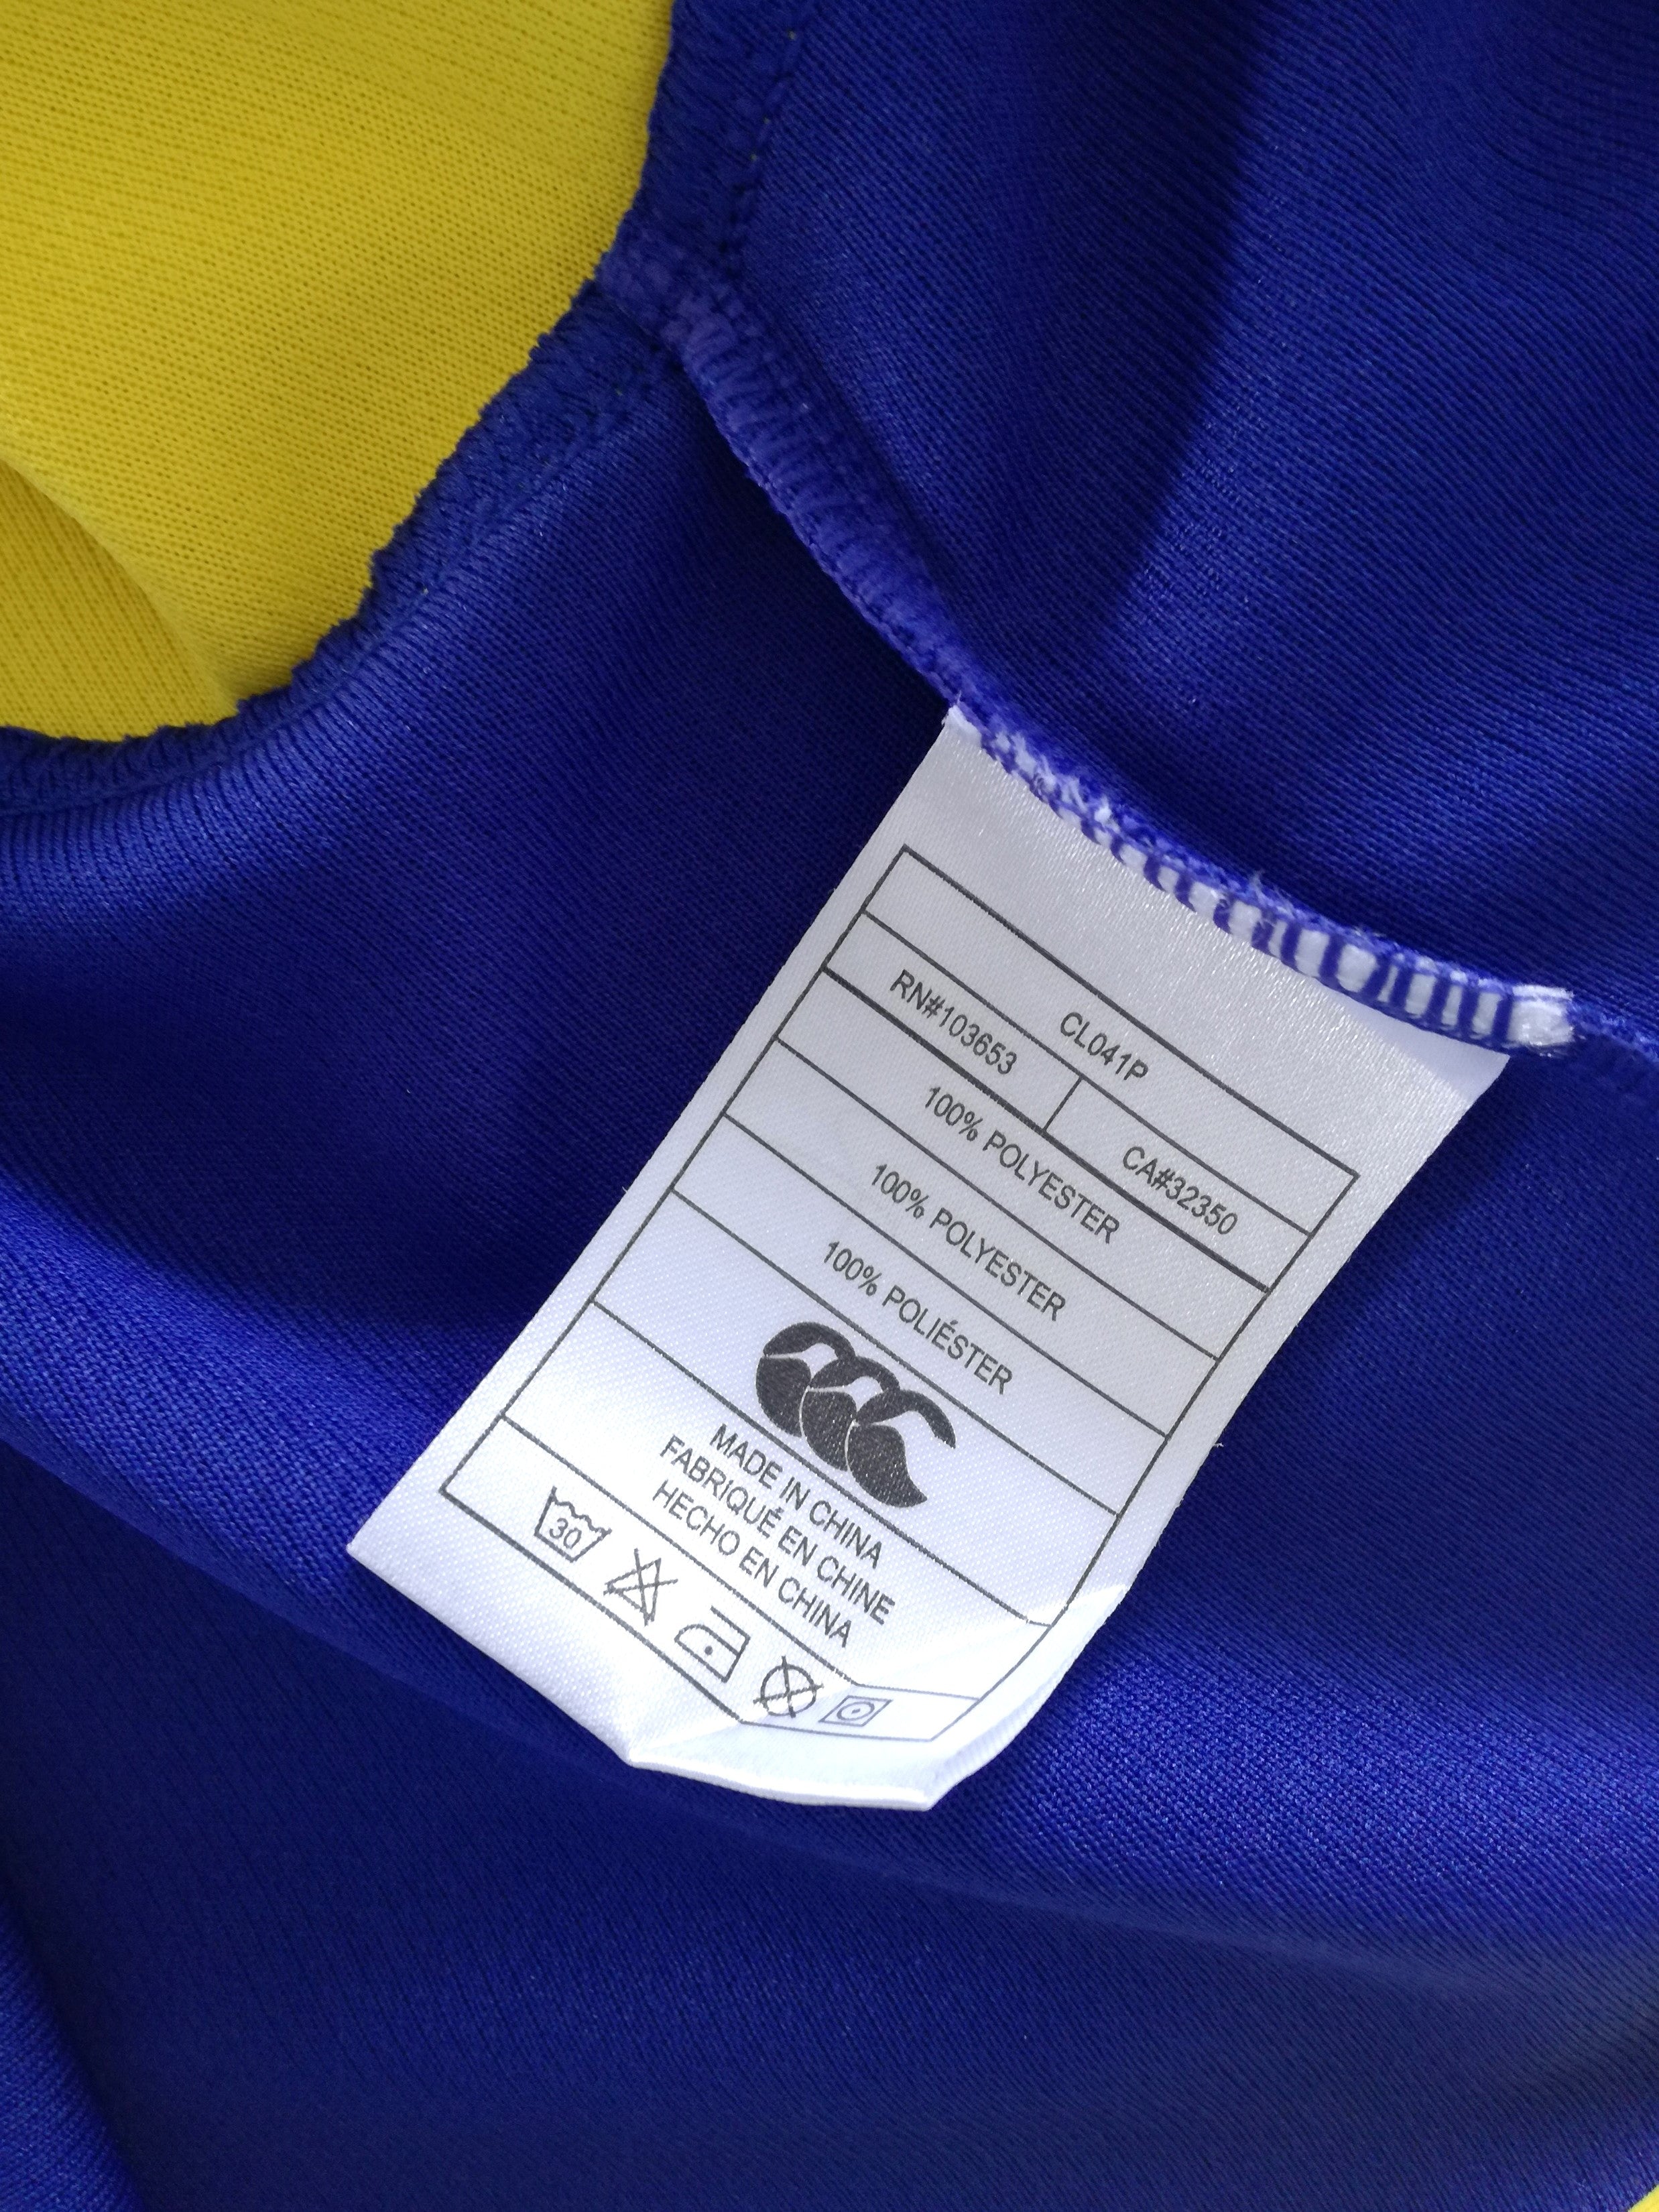 CL041P
RN#103653 CA#32350
100% POLYESTER
100% POLYESTER
100% POLIÉSTER
MADE IN CHINA
FABRIQUÉ EN CHINE
HECHO EN CHINA
30